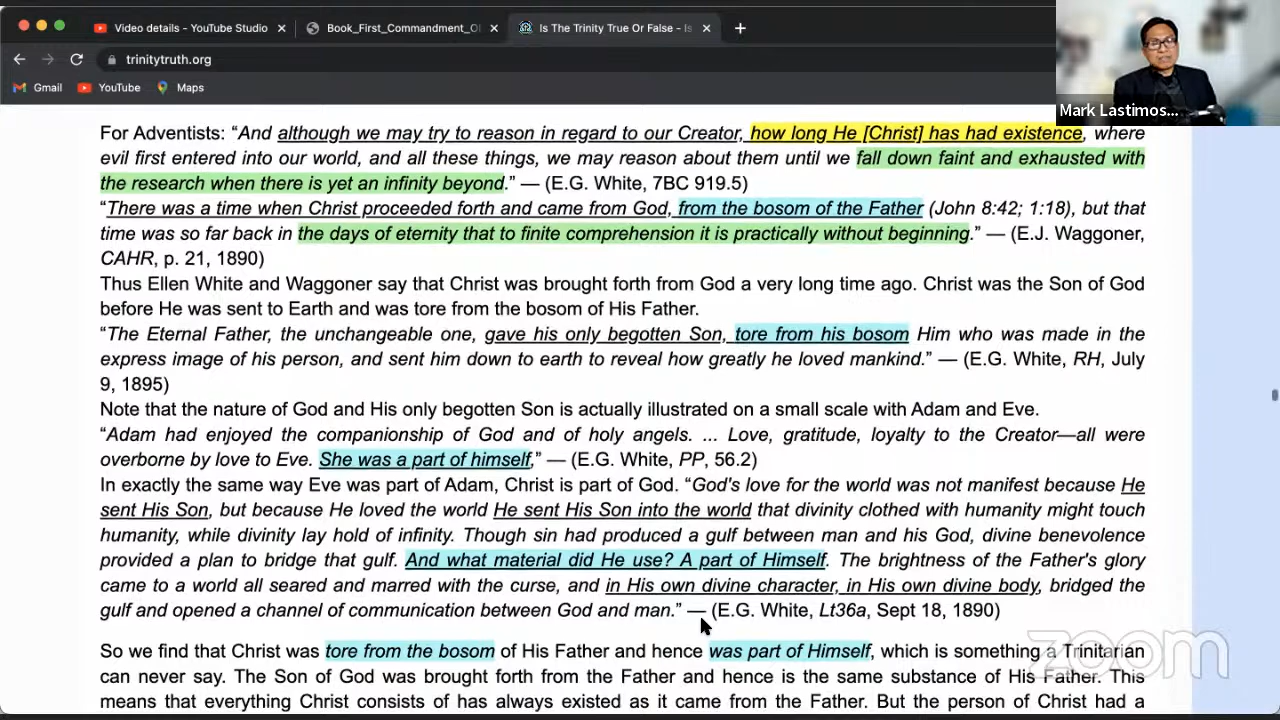 Video details - YouTube Studio
Book_First_Commandment_O
Is The Trinity True Or False - Is
trinitytruth.org
Gmail
YouTube
Maps
Mark Lastimos...
For Adventists: “And although we may try to reason in regard to our Creator, how long He [Christ] has had existence, where
evil first entered into our world, and all these things, we may reason about them until we fall down faint and exhausted with
the research when there is yet an infinity beyond.” — (E.G. White, 7BC 919.5)
“There was a time when Christ proceeded forth and came from God, from the bosom of the Father (John 8:42; 1:18), but that
time was so far back in the days of eternity that to finite comprehension it is practically without beginning.” — (E.J. Waggoner,
CAHR, p. 21, 1890)
Thus Ellen White and Waggoner say that Christ was brought forth from God a very long time ago. Christ was the Son of God
before He was sent to Earth and was tore from the bosom of His Father.
“The Eternal Father, the unchangeable one, gave his only begotten Son, tore from his bosom Him who was made in the
express image of his person, and sent him down to earth to reveal how greatly he loved mankind.” — (E.G. White, RH, July
9, 1895)
Note that the nature of God and His only begotten Son is actually illustrated on a small scale with Adam and Eve.
“Adam had enjoyed the companionship of God and of holy angels. ... Love, gratitude, loyalty to the Creator—all were
overborne by love to Eve. She was a part of himself,” — (E.G. White, PP, 56.2)
In exactly the same way Eve was part of Adam, Christ is part of God. “God's love for the world was not manifest because He
sent His Son, but because He loved the world He sent His Son into the world that divinity clothed with humanity might touch
humanity, while divinity lay hold of infinity. Though sin had produced a gulf between man and his God, divine benevolence
provided a plan to bridge that gulf. And what material did He use? A part of Himself. The brightness of the Father's glory
came to a world all seared and marred with the curse, and in His own divine character, in His own divine body, bridged the
gulf and opened a channel of communication between God and man.” — (E.G. White, Lt36a, Sept 18, 1890)
So we find that Christ was tore from the bosom of His Father and hence was part of Himself, which is something a Trinitarian
can never say. The Son of God was brought forth from the Father and hence is the same substance of His Father. This
means that everything Christ consists of has always existed as it came from the Father. But the person of Christ had a
zoom